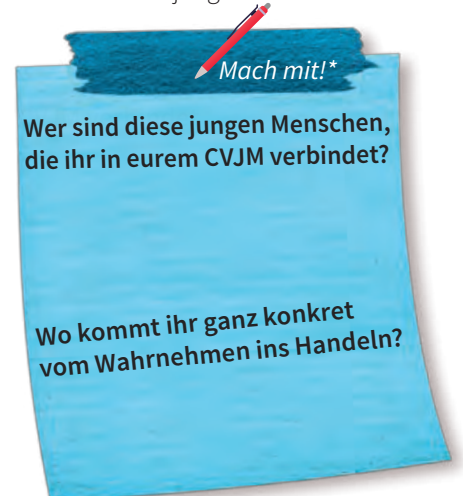 Mach mit!*
Wer sind diese jungen Menschen,
die ihr in eurem CVJM verbindet?
Wo kommt ihr ganz konkret
vom Wahrnehmen ins Handeln?